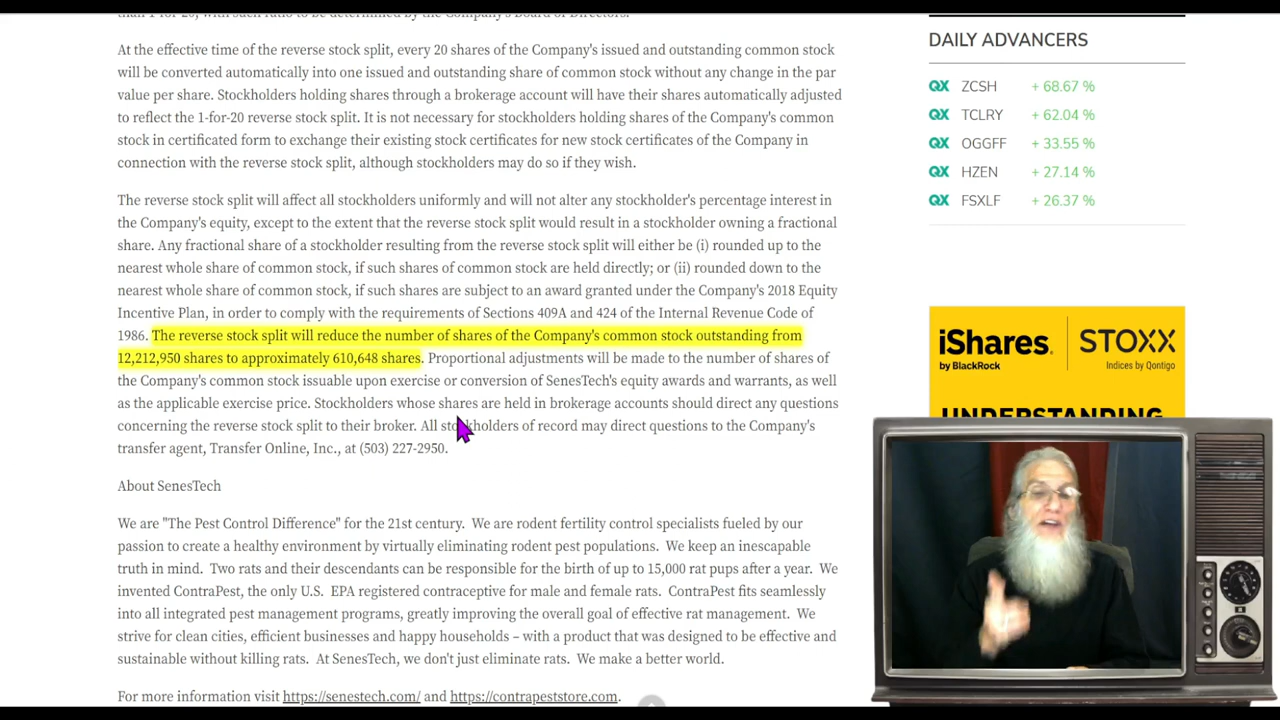 than 1-for-20, with such ratio to be determined by the Company's Board of Directors.
At the effective time of the reverse stock split, every 20 shares of the Company's issued and outstanding common stock
will be converted automatically into one issued and outstanding share of common stock without any change in the par
value per share. Stockholders holding shares through a brokerage account will have their shares automatically adjusted
to reflect the 1-for-20 reverse stock split. It is not necessary for stockholders holding shares of the Company's common
stock in certificated form to exchange their existing stock certificates for new stock certificates of the Company in
connection with the reverse stock split, although stockholders may do so if they wish.
The reverse stock split will affect all stockholders uniformly and will not alter any stockholder's percentage interest in
the Company's equity, except to the extent that the reverse stock split would result in a stockholder owning a fractional
share. Any fractional share of a stockholder resulting from the reverse stock split will either be (i) rounded up to the
nearest whole share of common stock, if such shares of common stock are held directly; or (ii) rounded down to the
nearest whole share of common stock, if such shares are subject to an award granted under the Company's 2018 Equity
Incentive Plan, in order to comply with the requirements of Sections 409A and 424 of the Internal Revenue Code of
1986. The reverse stock split will reduce the number of shares of the Company's common stock outstanding from
12,212,950 shares to approximately 610,648 shares. Proportional adjustments will be made to the number of shares of
the Company's common stock issuable upon exercise or conversion of SenesTech's equity awards and warrants, as well
as the applicable exercise price. Stockholders whose shares are held in brokerage accounts should direct any questions
concerning the reverse stock split to their broker. All stockholders of record may direct questions to the Company's
transfer agent, Transfer Online, Inc., at (503) 227-2950.
About SenesTech
We are "The Pest Control Difference" for the 21st century. We are rodent fertility control specialists fueled by our
passion to create a healthy environment by virtually eliminating rodent pest populations. We keep an inescapable
truth in mind. Two rats and their descendants can be responsible for the birth of up to 15,000 rat pups after a year. We
invented ContraPest, the only U.S. EPA registered contraceptive for male and female rats. ContraPest fits seamlessly
into all integrated pest management programs, greatly improving the overall goal of effective rat management. We
strive for clean cities, efficient businesses and happy households – with a product that was designed to be effective and
sustainable without killing rats. At SenesTech, we don't just eliminate rats. We make a better world.
For more information visit https://senestech.com/ and https://contrapeststore.com.
DAILY ADVANCERS
QX ZCSH + 68.67 %
QX TCLRY + 62.04 %
QX OGGFF + 33.55 %
QX HZEN + 27.14 %
QX FSXLF + 26.37 %
iShares. STOXX
by BlackRock Indices by Qontigo
UNDERSTANDING